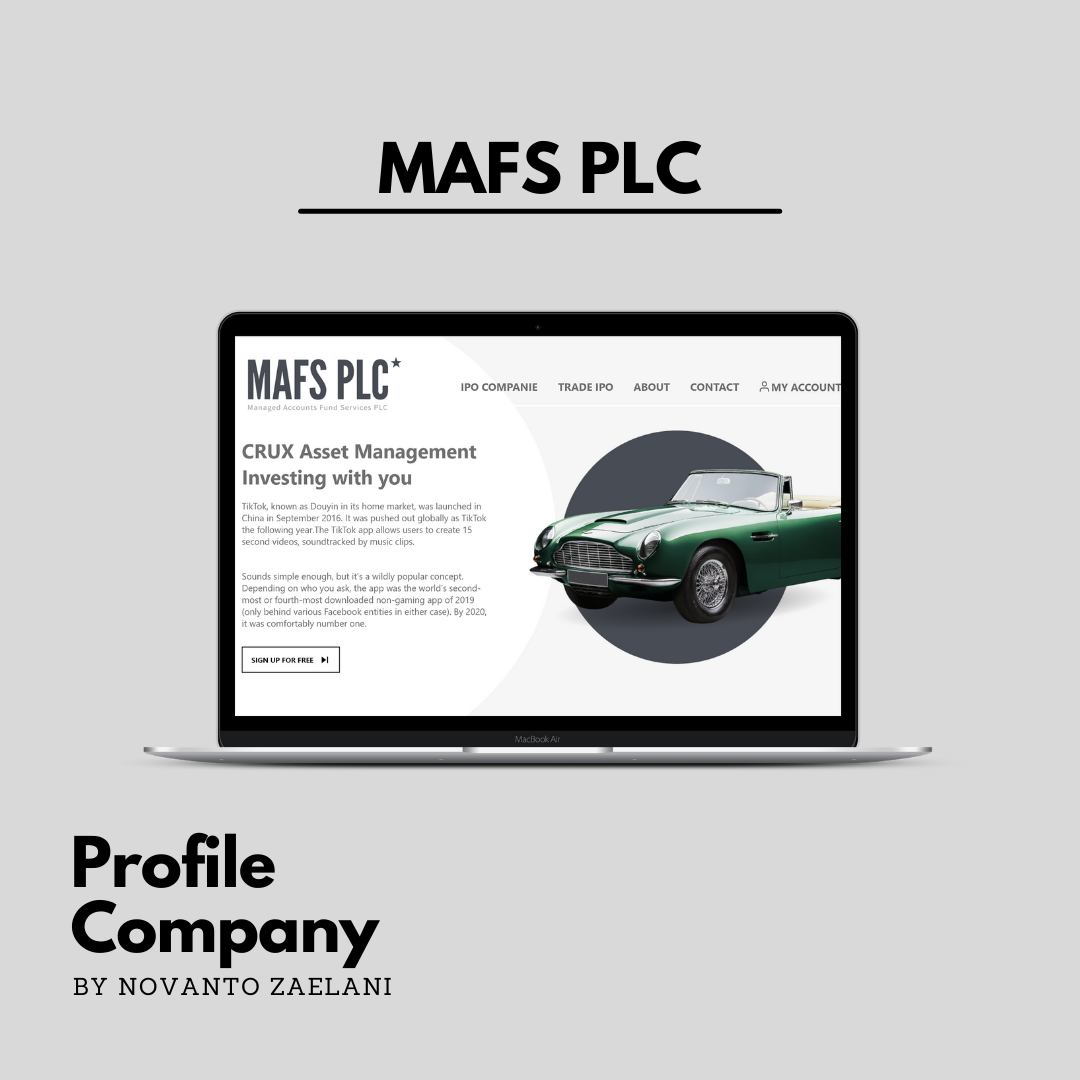 MAFS PLC
MAFS PLC★
Managed Accounts Fund Services PLC
IPO COMPANIE TRADE IPO ABOUT CONTACT MY ACCOUNT
CRUX Asset Management
Investing with you
TikTok, known as Douyin in its home market, was launched in
China in September 2016. It was pushed out globally as TikTok
the following year.The TikTok app allows users to create 15
second videos, soundtracked by music clips.
Sounds simple enough, but it's a wildly popular concept.
Depending on who you ask, the app was the world's second-
most or fourth-most downloaded non-gaming app of 2019
(only behind various Facebook entities in either case). By 2020,
it was comfortably number one.
SIGN UP FOR FREE
MacBook Air
Profile
Company
BY NOVANTO ZAELANI